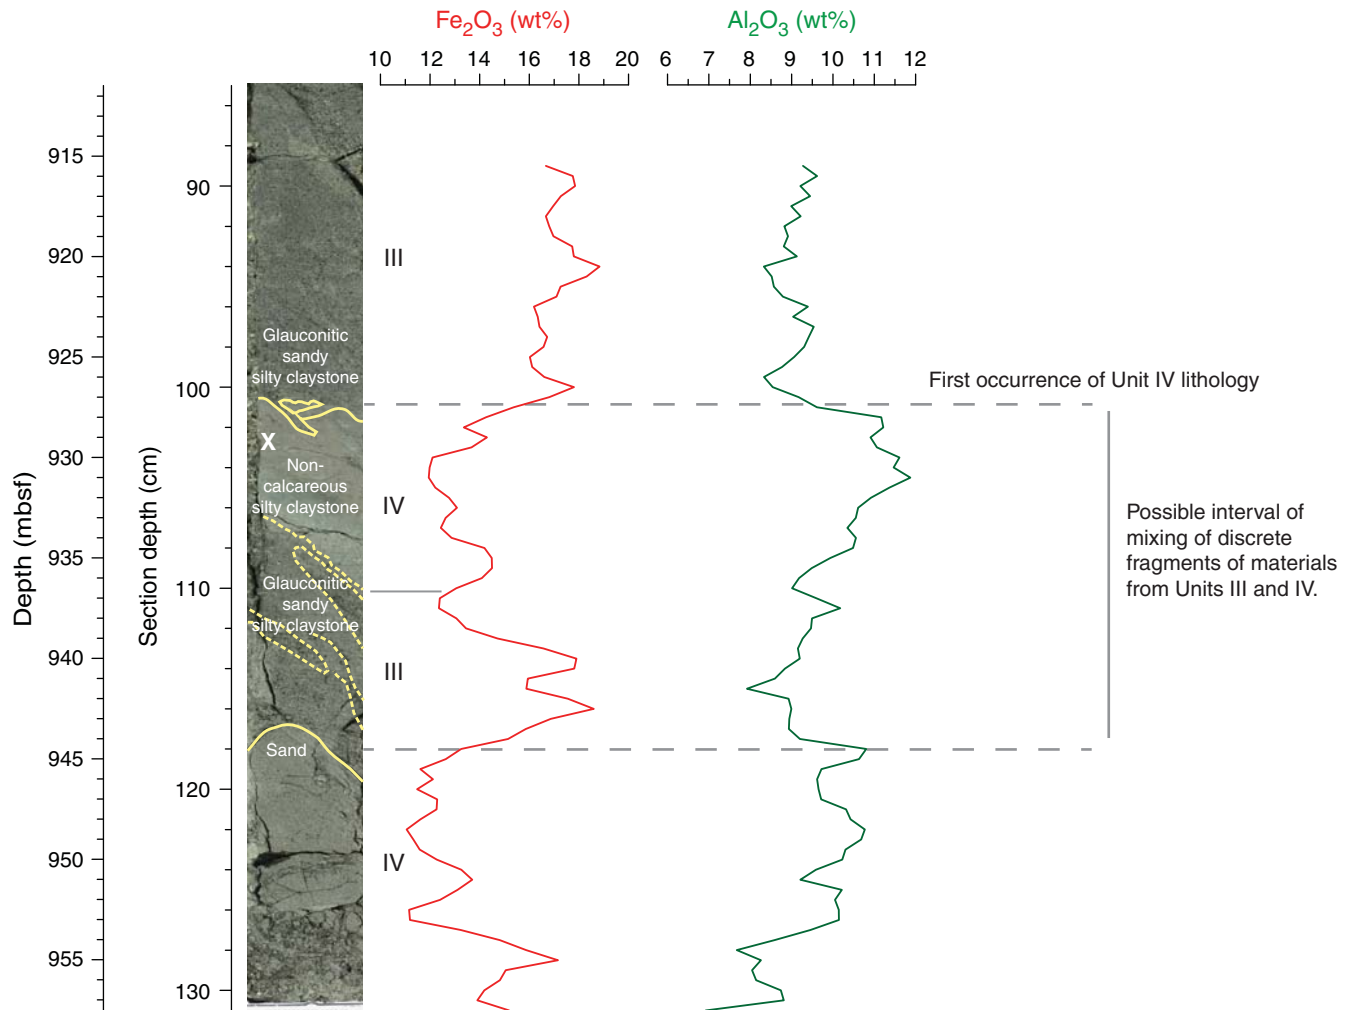 Fe2O3 (wt%)
Al2O3 (wt%)
10 12 14 16 18 20
6 7 8 9 10 11 12
Depth (mbsf)
915
920
925
930
935
940
945
950
955
Section depth (cm)
90
100
110
120
130
Glauconitic
sandy
silty claystone
X
Non-
calcareous
silty claystone
Glauconitic
sandy
silty claystone
Sand
III
IV
III
IV
First occurrence of Unit IV lithology
Possible interval of
mixing of discrete
fragments of materials
from Units III and IV.